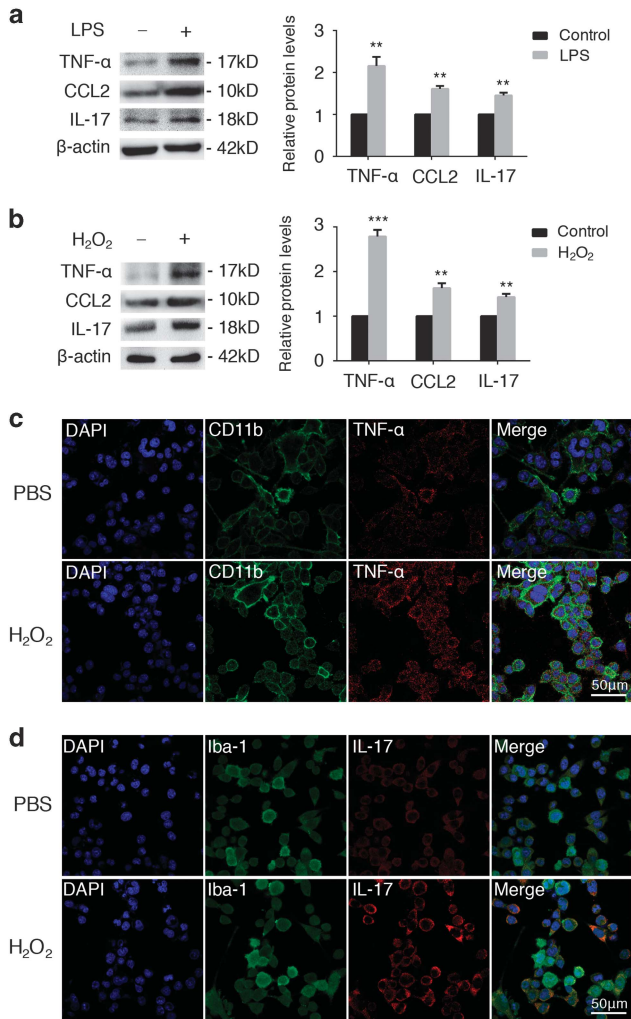 a
LPS – +
TNF-α - 17kD
CCL2 - 10kD
IL-17 - 18kD
β-actin - 42kD
Relative protein levels
3
2
1
0
** ** **
TNF-α CCL2 IL-17
Control
LPS
b
H₂O₂ – +
TNF-α - 17kD
CCL2 - 10kD
IL-17 - 18kD
β-actin - 42kD
Relative protein levels
3
2
1
0
*** ** **
TNF-α CCL2 IL-17
Control
H₂O₂
c
DAPI CD11b TNF-α Merge
PBS
DAPI CD11b TNF-α Merge
H₂O₂
50µm
d
DAPI Iba-1 IL-17 Merge
PBS
DAPI Iba-1 IL-17 Merge
H₂O₂
50µm